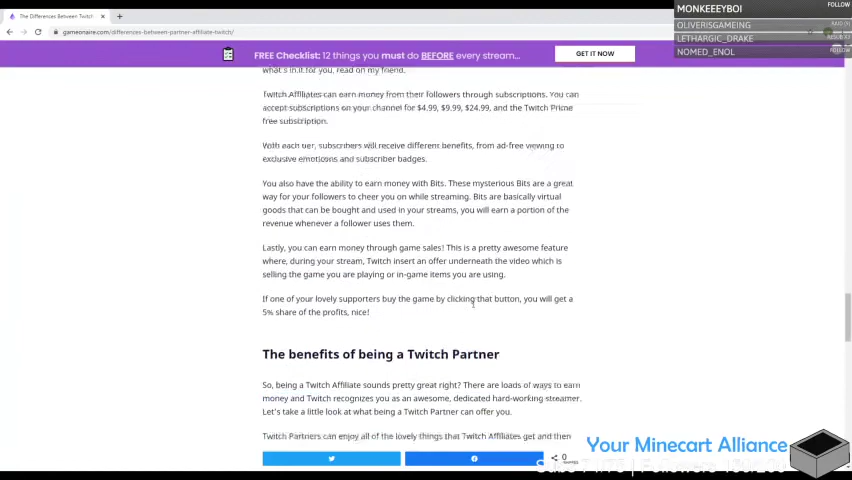 The Differences Between Twitch
MONKEEEYBOI
FOLLOW
OLIVERISGAMEING
LETHARGIC_DRAKE
NOMED_ENOL
FOLLOW
gameonaire.com/differences-between-partner-affiliate-twitch/
FREE Checklist: 12 things you must do BEFORE every stream...
GET IT NOW
what's in it for you, read on my friend.
Twitch Affiliates can earn money from their followers through subscriptions. You can
accept subscriptions on your channel for $4.99, $9.99, $24.99, and the Twitch Prime
free subscription.
With each tier, subscribers will receive different benefits, from ad-free viewing to
exclusive emotions and subscriber badges.
You also have the ability to earn money with Bits. These mysterious Bits are a great
way for your followers to cheer you on while streaming. Bits are basically virtual
goods that can be bought and used in your streams, you will earn a portion of the
revenue whenever a follower uses them.
Lastly, you can earn money through game sales! This is a pretty awesome feature
where, during your stream, Twitch insert an offer underneath the video which is
selling the game you are playing or in-game items you are using.
If one of your lovely supporters buy the game by clicking that button, you will get a
5% share of the profits, nice!
The benefits of being a Twitch Partner
So, being a Twitch Affiliate sounds pretty great right? There are loads of ways to earn
money and Twitch recognizes you as an awesome, dedicated hard-working streamer.
Let's take a little look at what being a Twitch Partner can offer you.
Twitch Partners can enjoy all of the lovely things that Twitch Affiliates get and then
Your Minecart Alliance
0